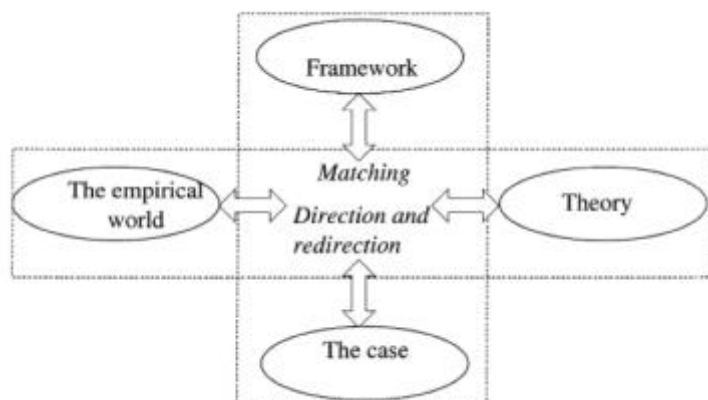 Framework
Matching
The empirical
world
Direction and
redirection
Theory
The case